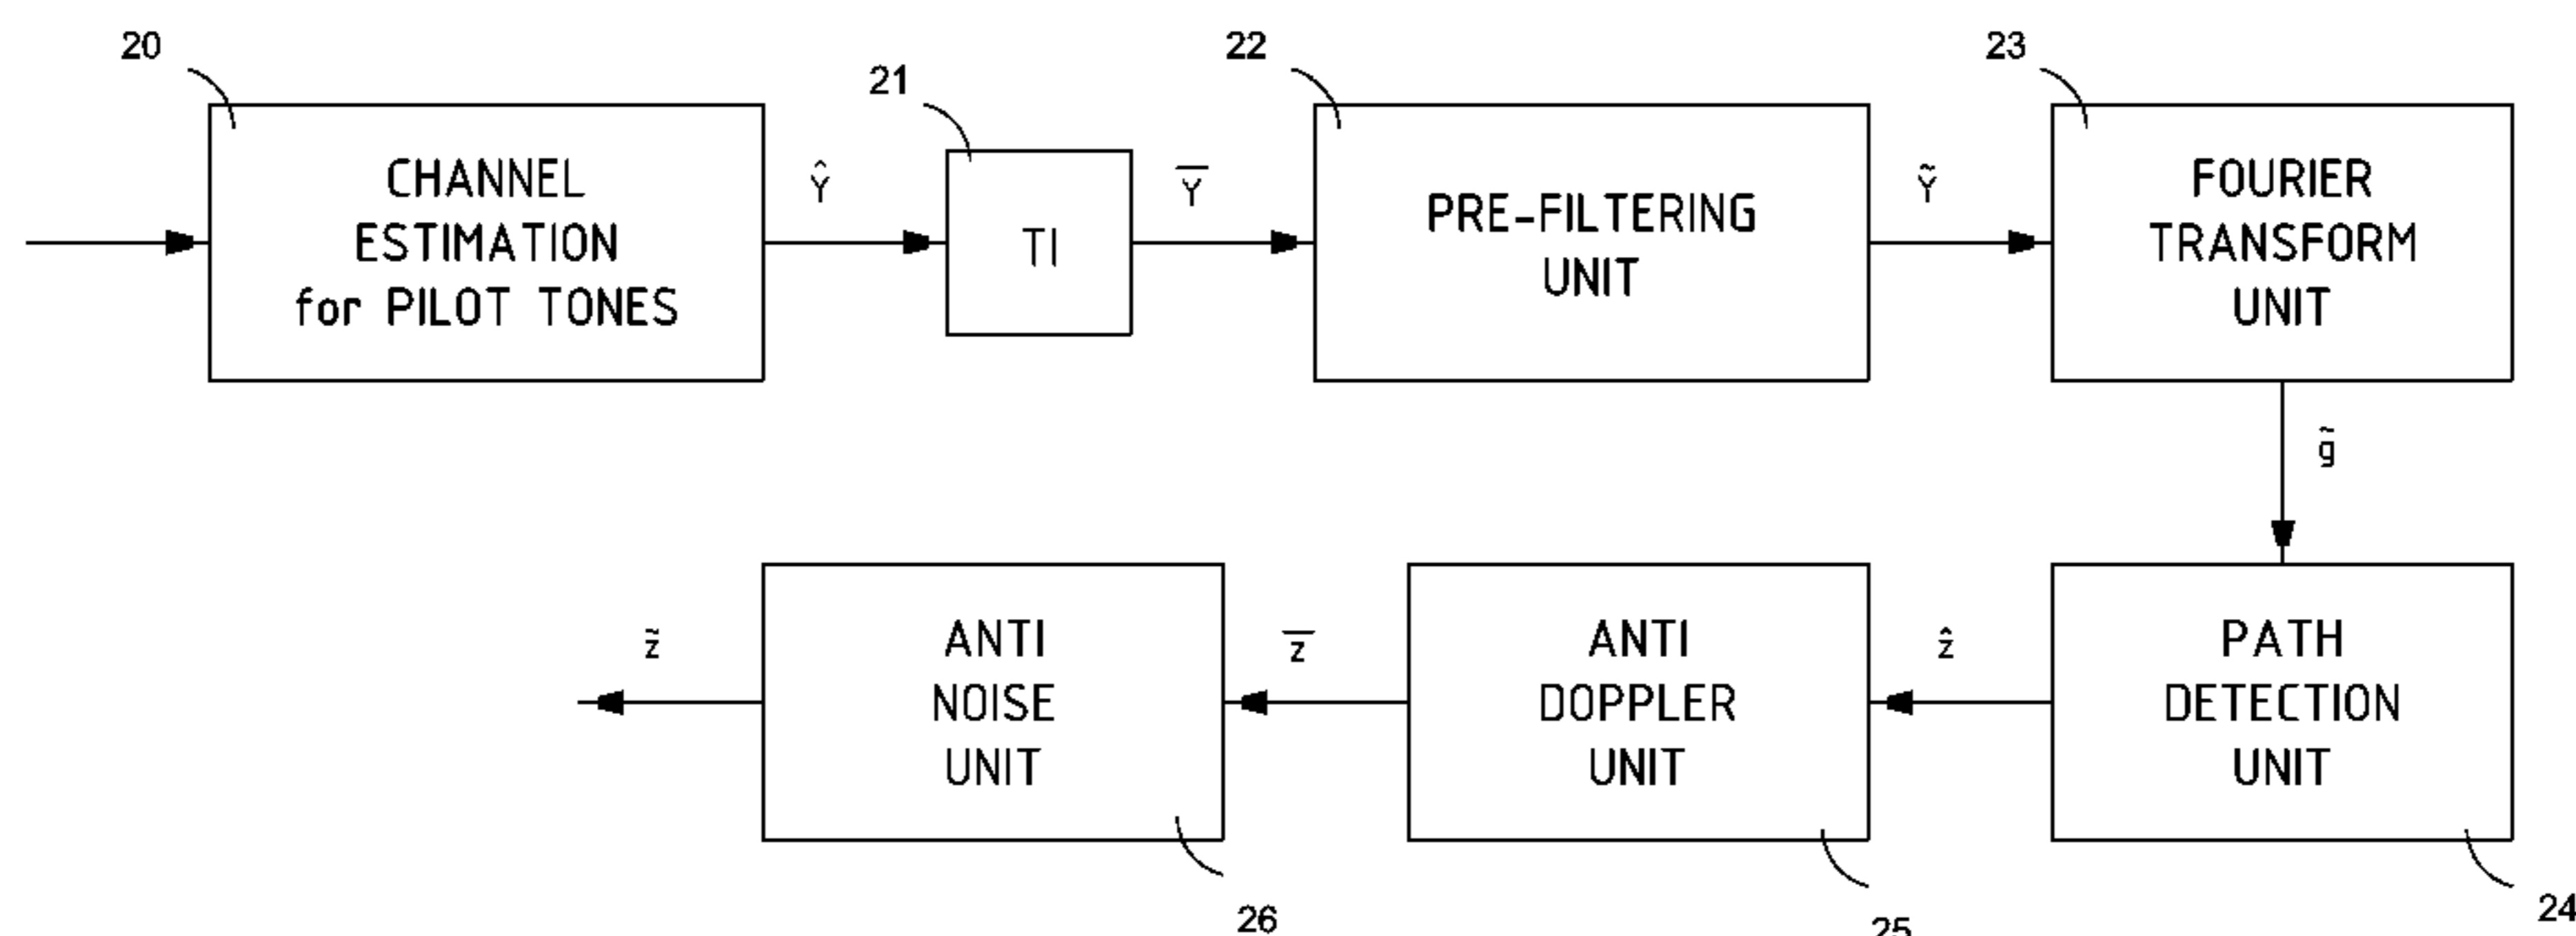 20
21
22
23
CHANNEL
ESTIMATION
for PILOT TONES
Ŷ
TI
Y̅
PRE-FILTERING
UNIT
Ỹ
FOURIER
TRANSFORM
UNIT
g̃
z̃
ANTI
NOISE
UNIT
z̅
ANTI
DOPPLER
UNIT
ẑ
PATH
DETECTION
UNIT
26
25
24